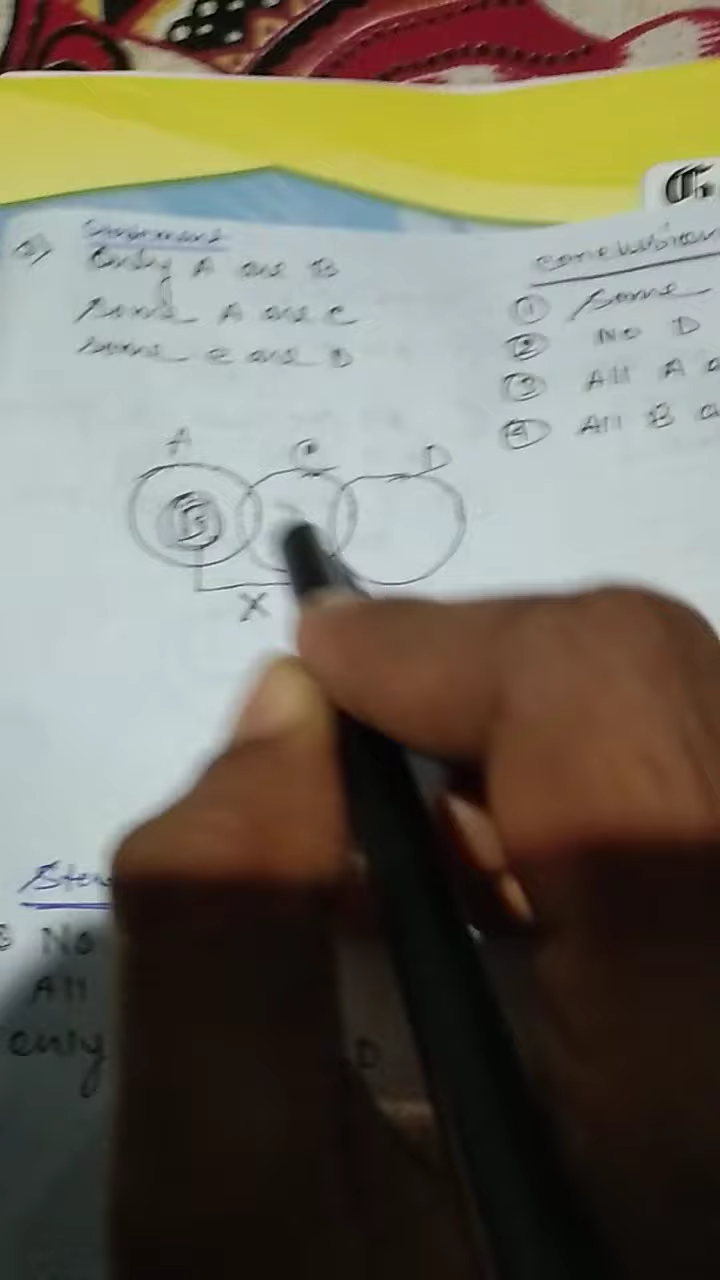 2) Statement
Only A are B
Some A are C
Some C are D
Conclusion
① Some
② No D
③ All A a
④ All B a
A C D
B
X
No
All
only
D
G.